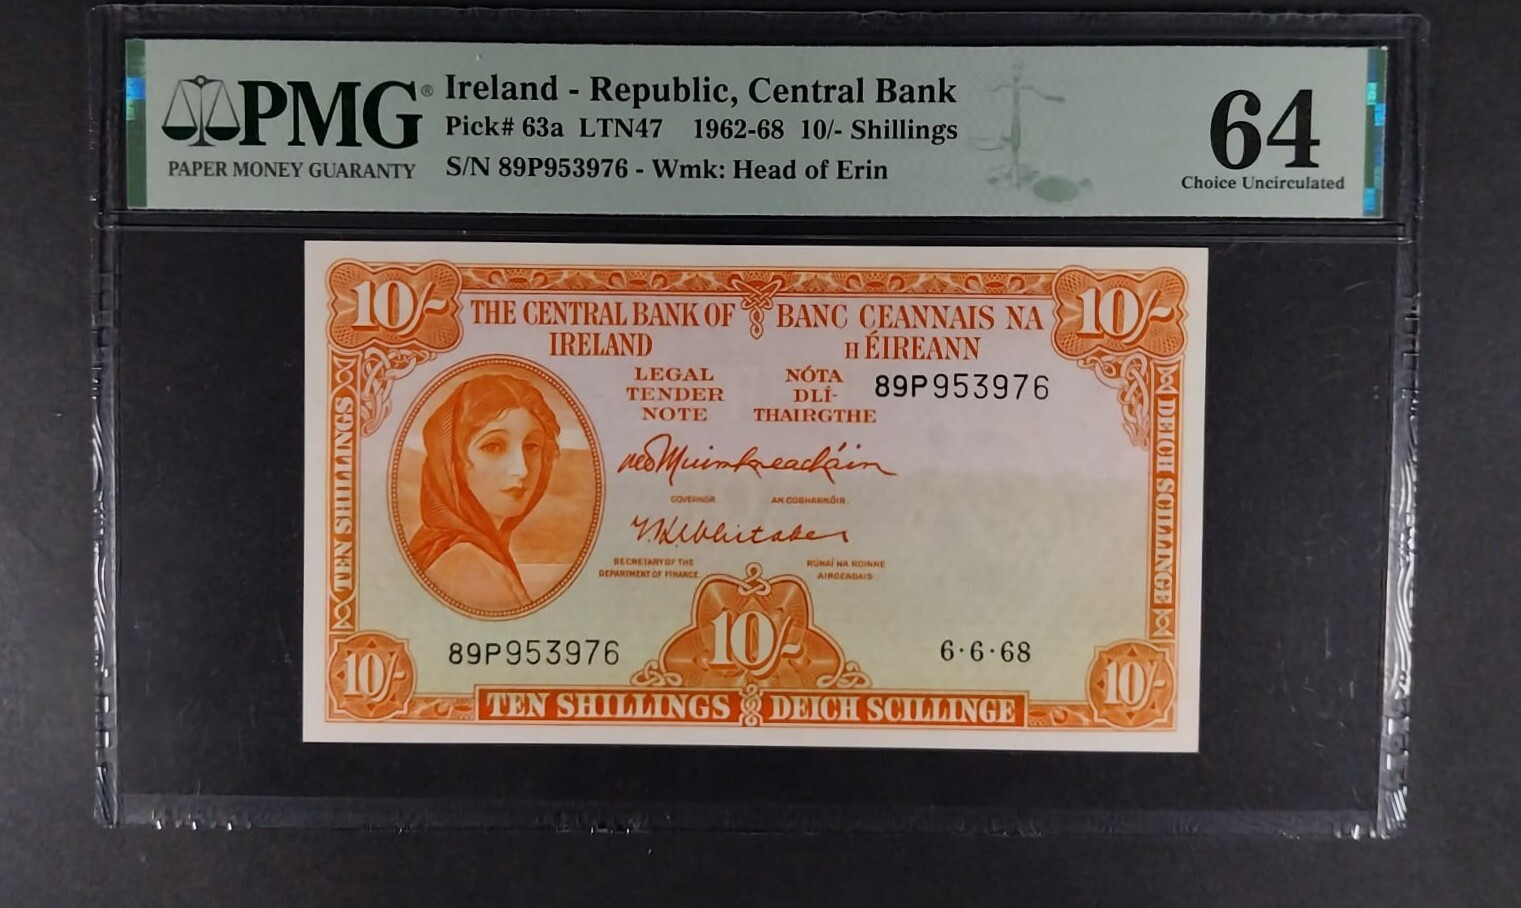 PMG®
PAPER MONEY GUARANTY
Ireland - Republic, Central Bank
Pick# 63a LTN47 1962-68 10/- Shillings
S/N 89P953976 - Wmk: Head of Erin
64
Choice Uncirculated
10/-
10/-
THE CENTRAL BANK OF
IRELAND
BANC CEANNAIS NA
H ÉIREANN
LEGAL
TENDER
NOTE
NÓTA
DLÍ-
THAIRGTHE
89P953976
TEN SHILLINGS
DEICH SCILLINGE
GOVERNOR
AN GOBHARNÓIR
SECRETARY OF THE
DEPARTMENT OF FINANCE
RÚNAÍ NA ROINNE
AIRGEADAIS
89P953976
10/-
6·6·68
10/-
10/-
TEN SHILLINGS
DEICH SCILLINGE